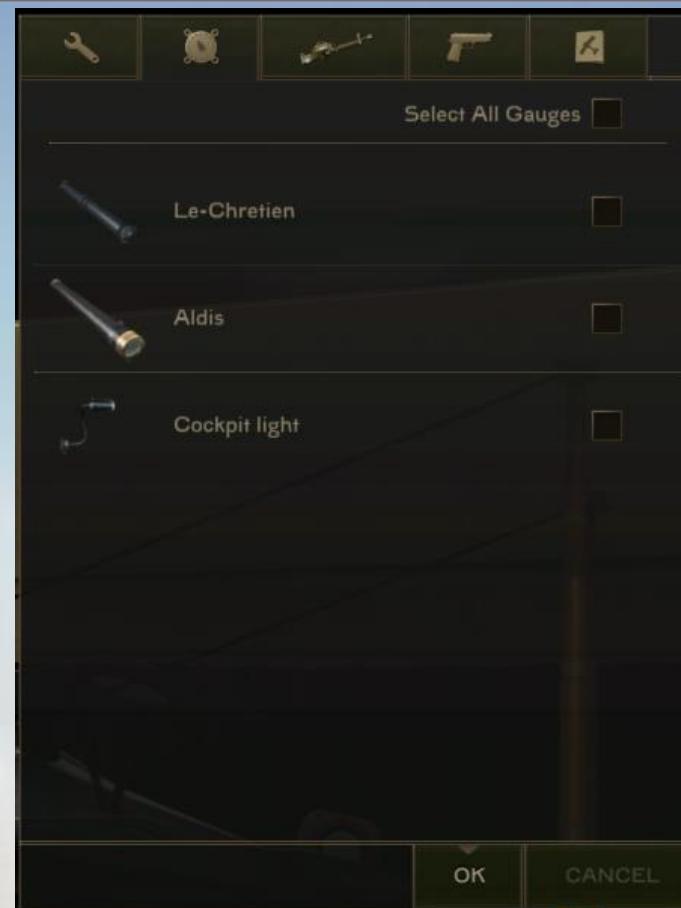 Select All Gauges
Le-Chretien
Aldis
Cockpit light
OK
CANCEL